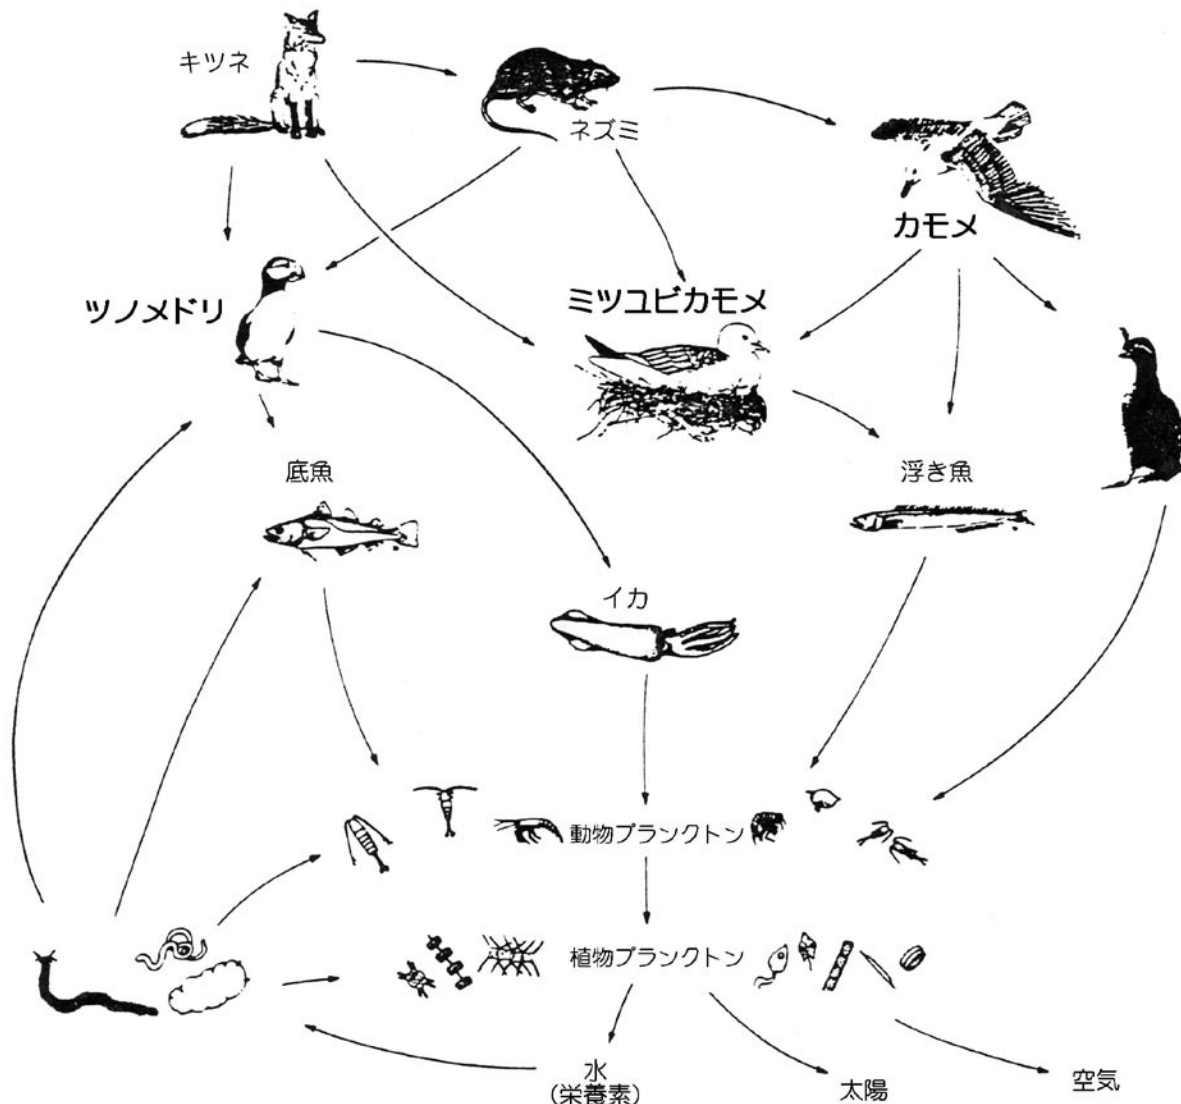 キツネ
ネズミ
カモメ
ツノメドリ
ミツユビカモメ
底魚
浮き魚
イカ
動物プランクトン
植物プランクトン
水
(栄養素)
太陽
空気